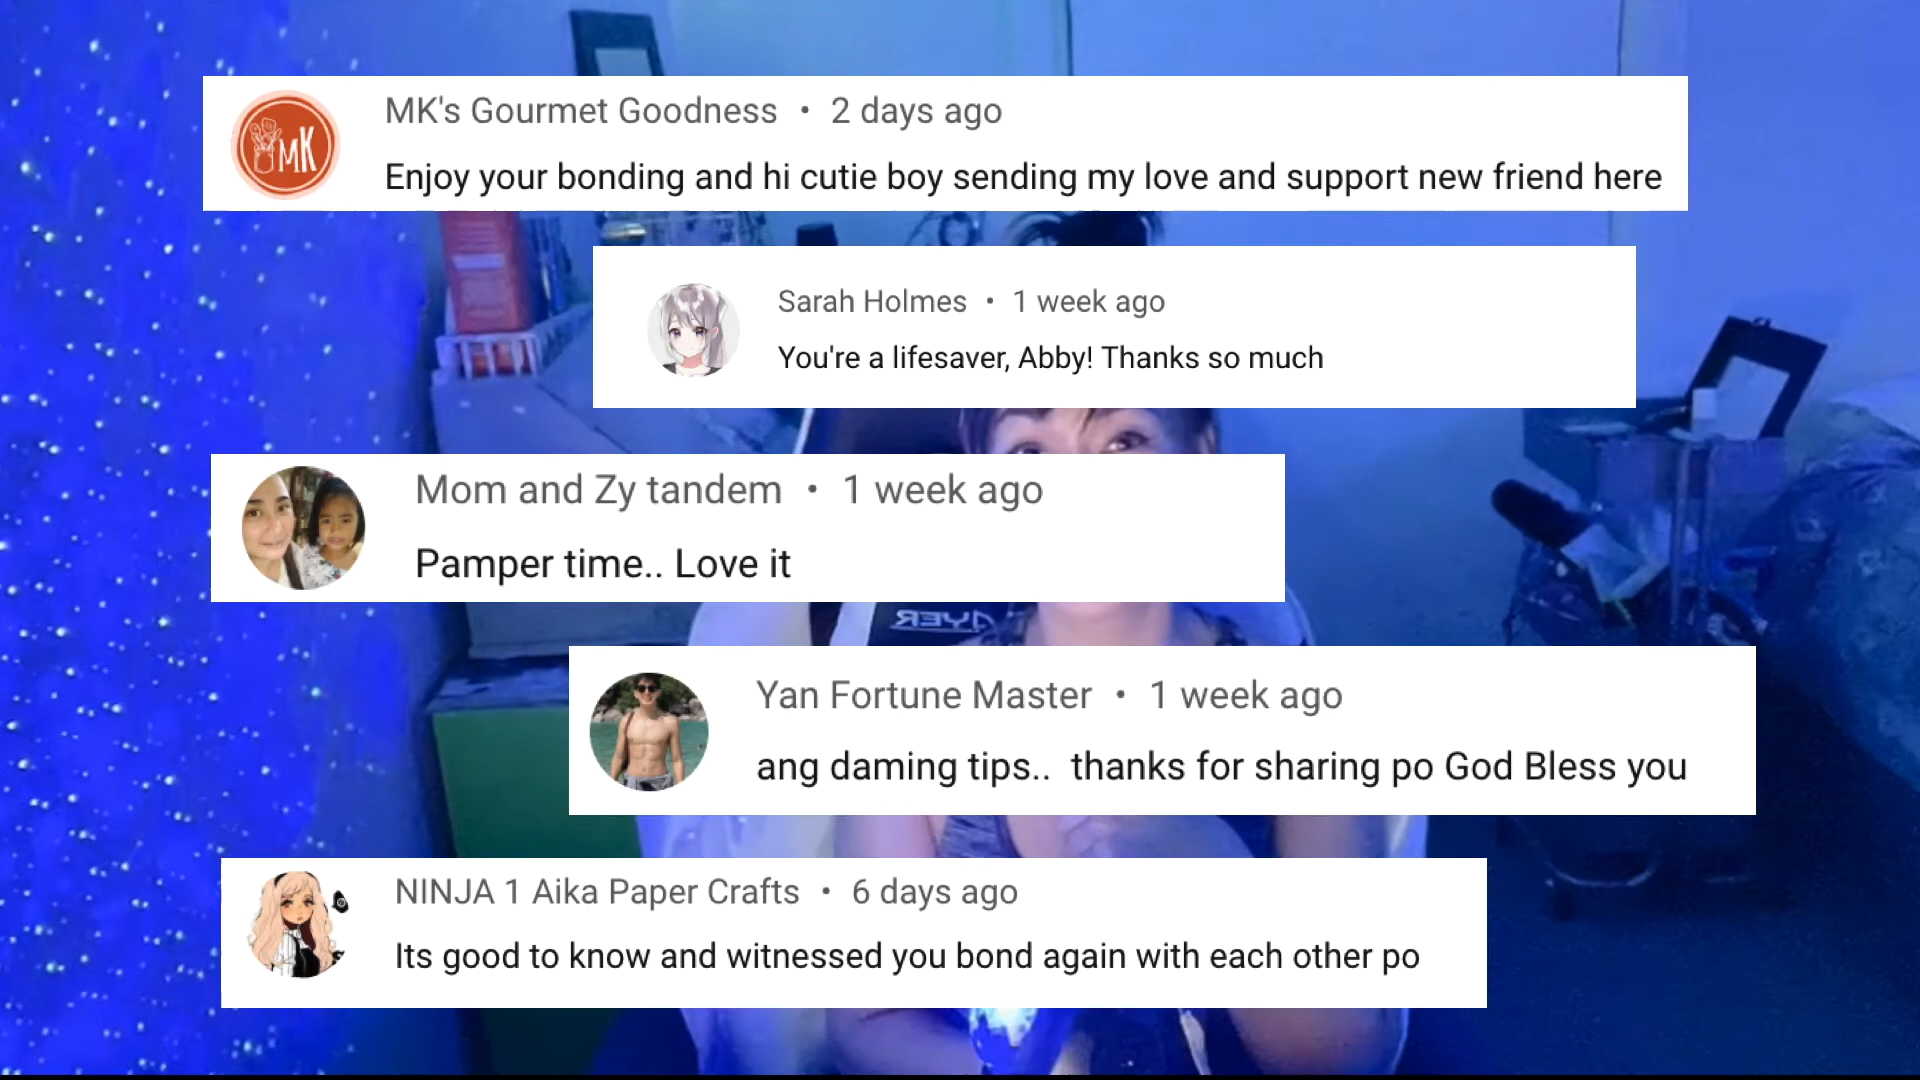 MK
MK's Gourmet Goodness • 2 days ago
Enjoy your bonding and hi cutie boy sending my love and support new friend here
Sarah Holmes • 1 week ago
You're a lifesaver, Abby! Thanks so much
Mom and Zy tandem • 1 week ago
Pamper time.. Love it
Yan Fortune Master • 1 week ago
ang daming tips..  thanks for sharing po God Bless you
NINJA 1 Aika Paper Crafts • 6 days ago
Its good to know and witnessed you bond again with each other po